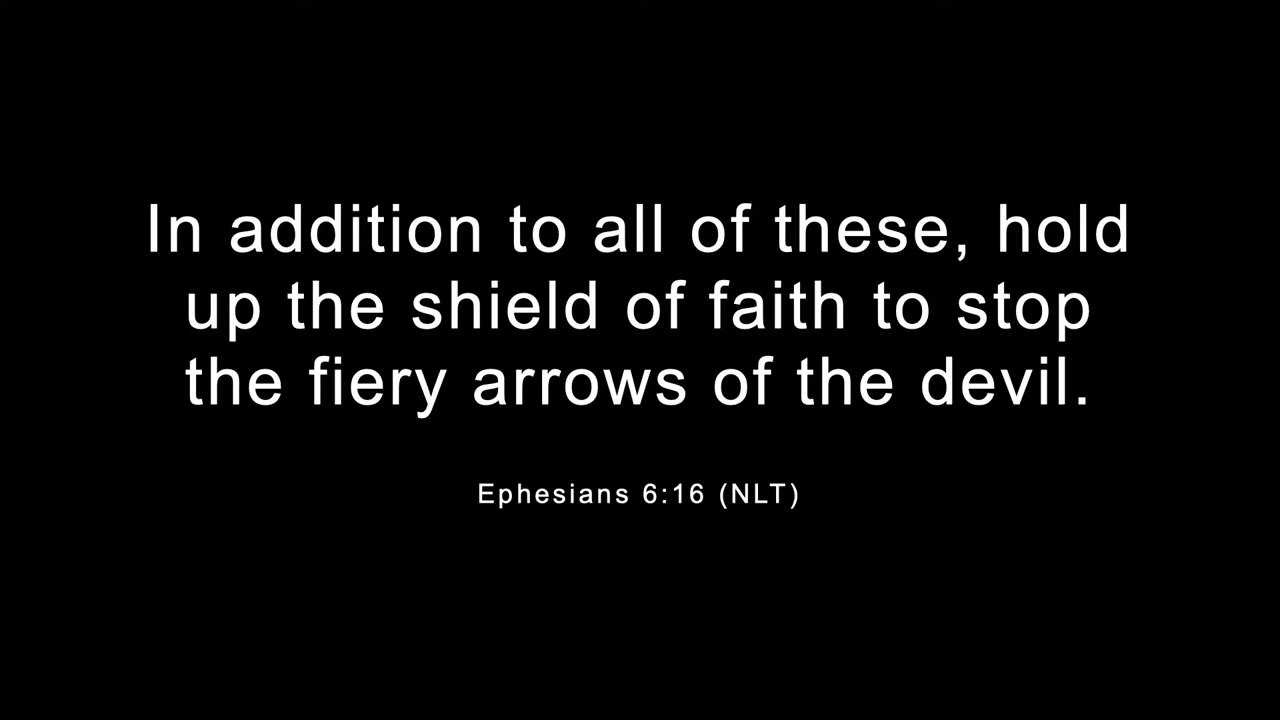 In addition to all of these, hold
up the shield of faith to stop
the fiery arrows of the devil.
Ephesians 6:16 (NLT)